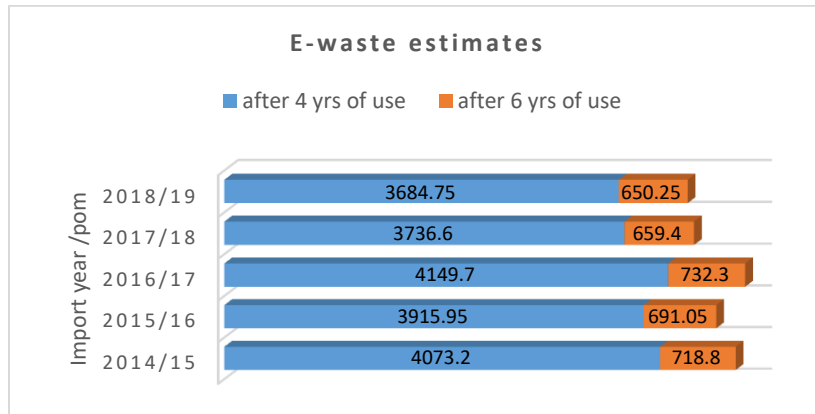 E-waste estimates
after 4 yrs of use after 6 yrs of use
Import year /pom
2018/19 3684.75 650.25
2017/18 3736.6 659.4
2016/17 4149.7 732.3
2015/16 3915.95 691.05
2014/15 4073.2 718.8